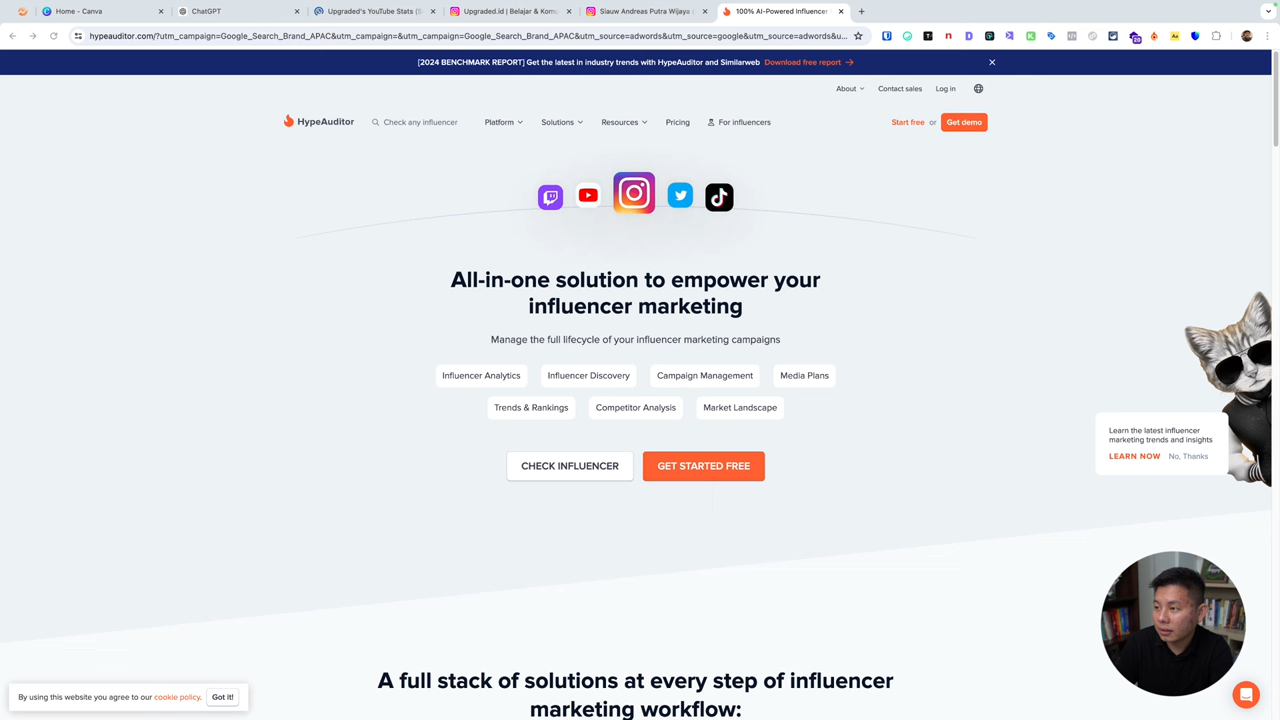 Home - Canva
ChatGPT
Upgraded's YouTube Stats (S
Upgraded.id | Belajar & Komu
Siauw Andreas Putra Wijaya (
100% AI-Powered Influencer
hypeauditor.com/?utm_campaign=Google_Search_Brand_APAC&utm_campaign=&utm_campaign=Google_Search_Brand_APAC&utm_source=adwords&utm_source=google&utm_source=adwords&u...
[2024 BENCHMARK REPORT] Get the latest in industry trends with HypeAuditor and Similarweb Download free report →
About Contact sales Log in
HypeAuditor Check any influencer Platform Solutions Resources Pricing For influencers Start free or Get demo
All-in-one solution to empower your
influencer marketing
Manage the full lifecycle of your influencer marketing campaigns
Influencer Analytics Influencer Discovery Campaign Management Media Plans
Trends & Rankings Competitor Analysis Market Landscape
CHECK INFLUENCER GET STARTED FREE
Learn the latest influencer
marketing trends and insights
LEARN NOW No, Thanks
A full stack of solutions at every step of influencer
marketing workflow:
By using this website you agree to our cookie policy. Got it!